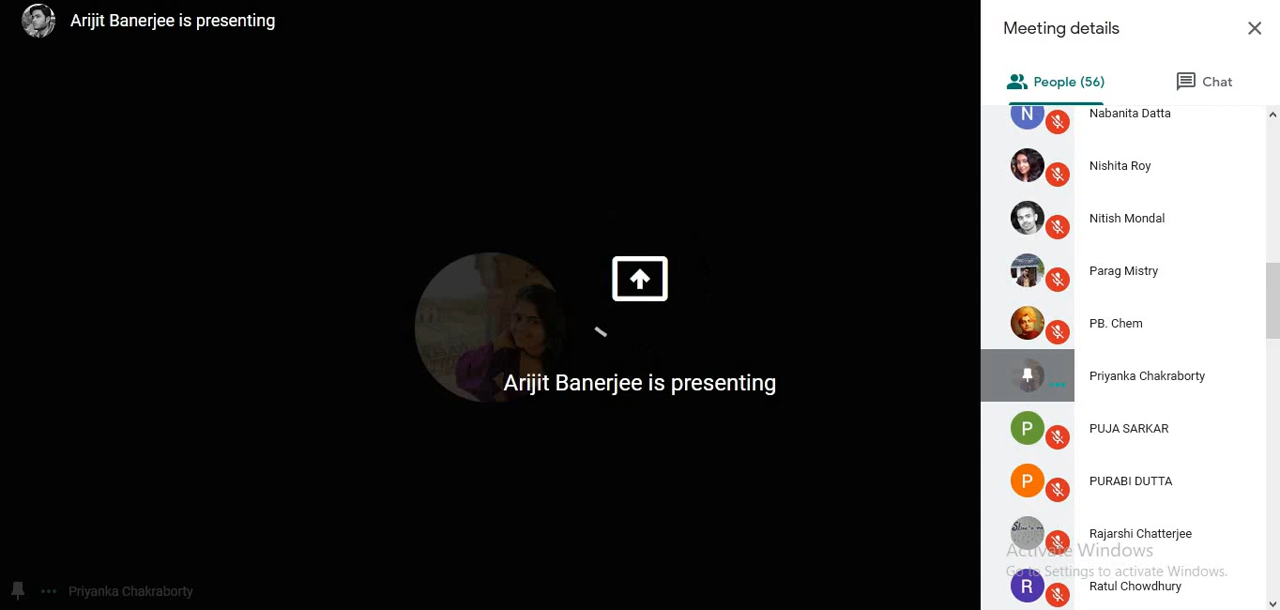 Arijit Banerjee is presenting
Arijit Banerjee is presenting
Priyanka Chakraborty
Meeting details
People (56)
Chat
N
Nabanita Datta
Nishita Roy
Nitish Mondal
Parag Mistry
PB. Chem
Priyanka Chakraborty
P
PUJA SARKAR
P
PURABI DUTTA
Rajarshi Chatterjee
Activate Windows
Go to Settings to activate Windows.
R
Ratul Chowdhury